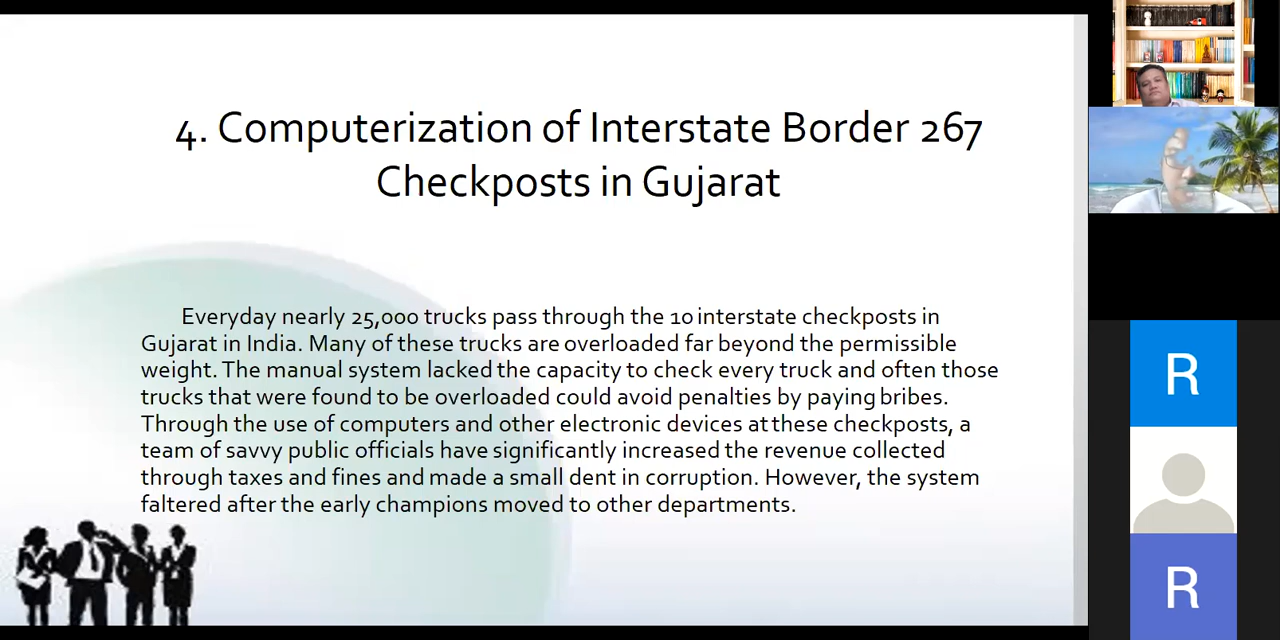 4. Computerization of Interstate Border 267
Checkposts in Gujarat
Everyday nearly 25,000 trucks pass through the 10 interstate checkposts in
Gujarat in India. Many of these trucks are overloaded far beyond the permissible
weight. The manual system lacked the capacity to check every truck and often those
trucks that were found to be overloaded could avoid penalties by paying bribes.
Through the use of computers and other electronic devices at these checkposts, a
team of savvy public officials have significantly increased the revenue collected
through taxes and fines and made a small dent in corruption. However, the system
faltered after the early champions moved to other departments.
R
R